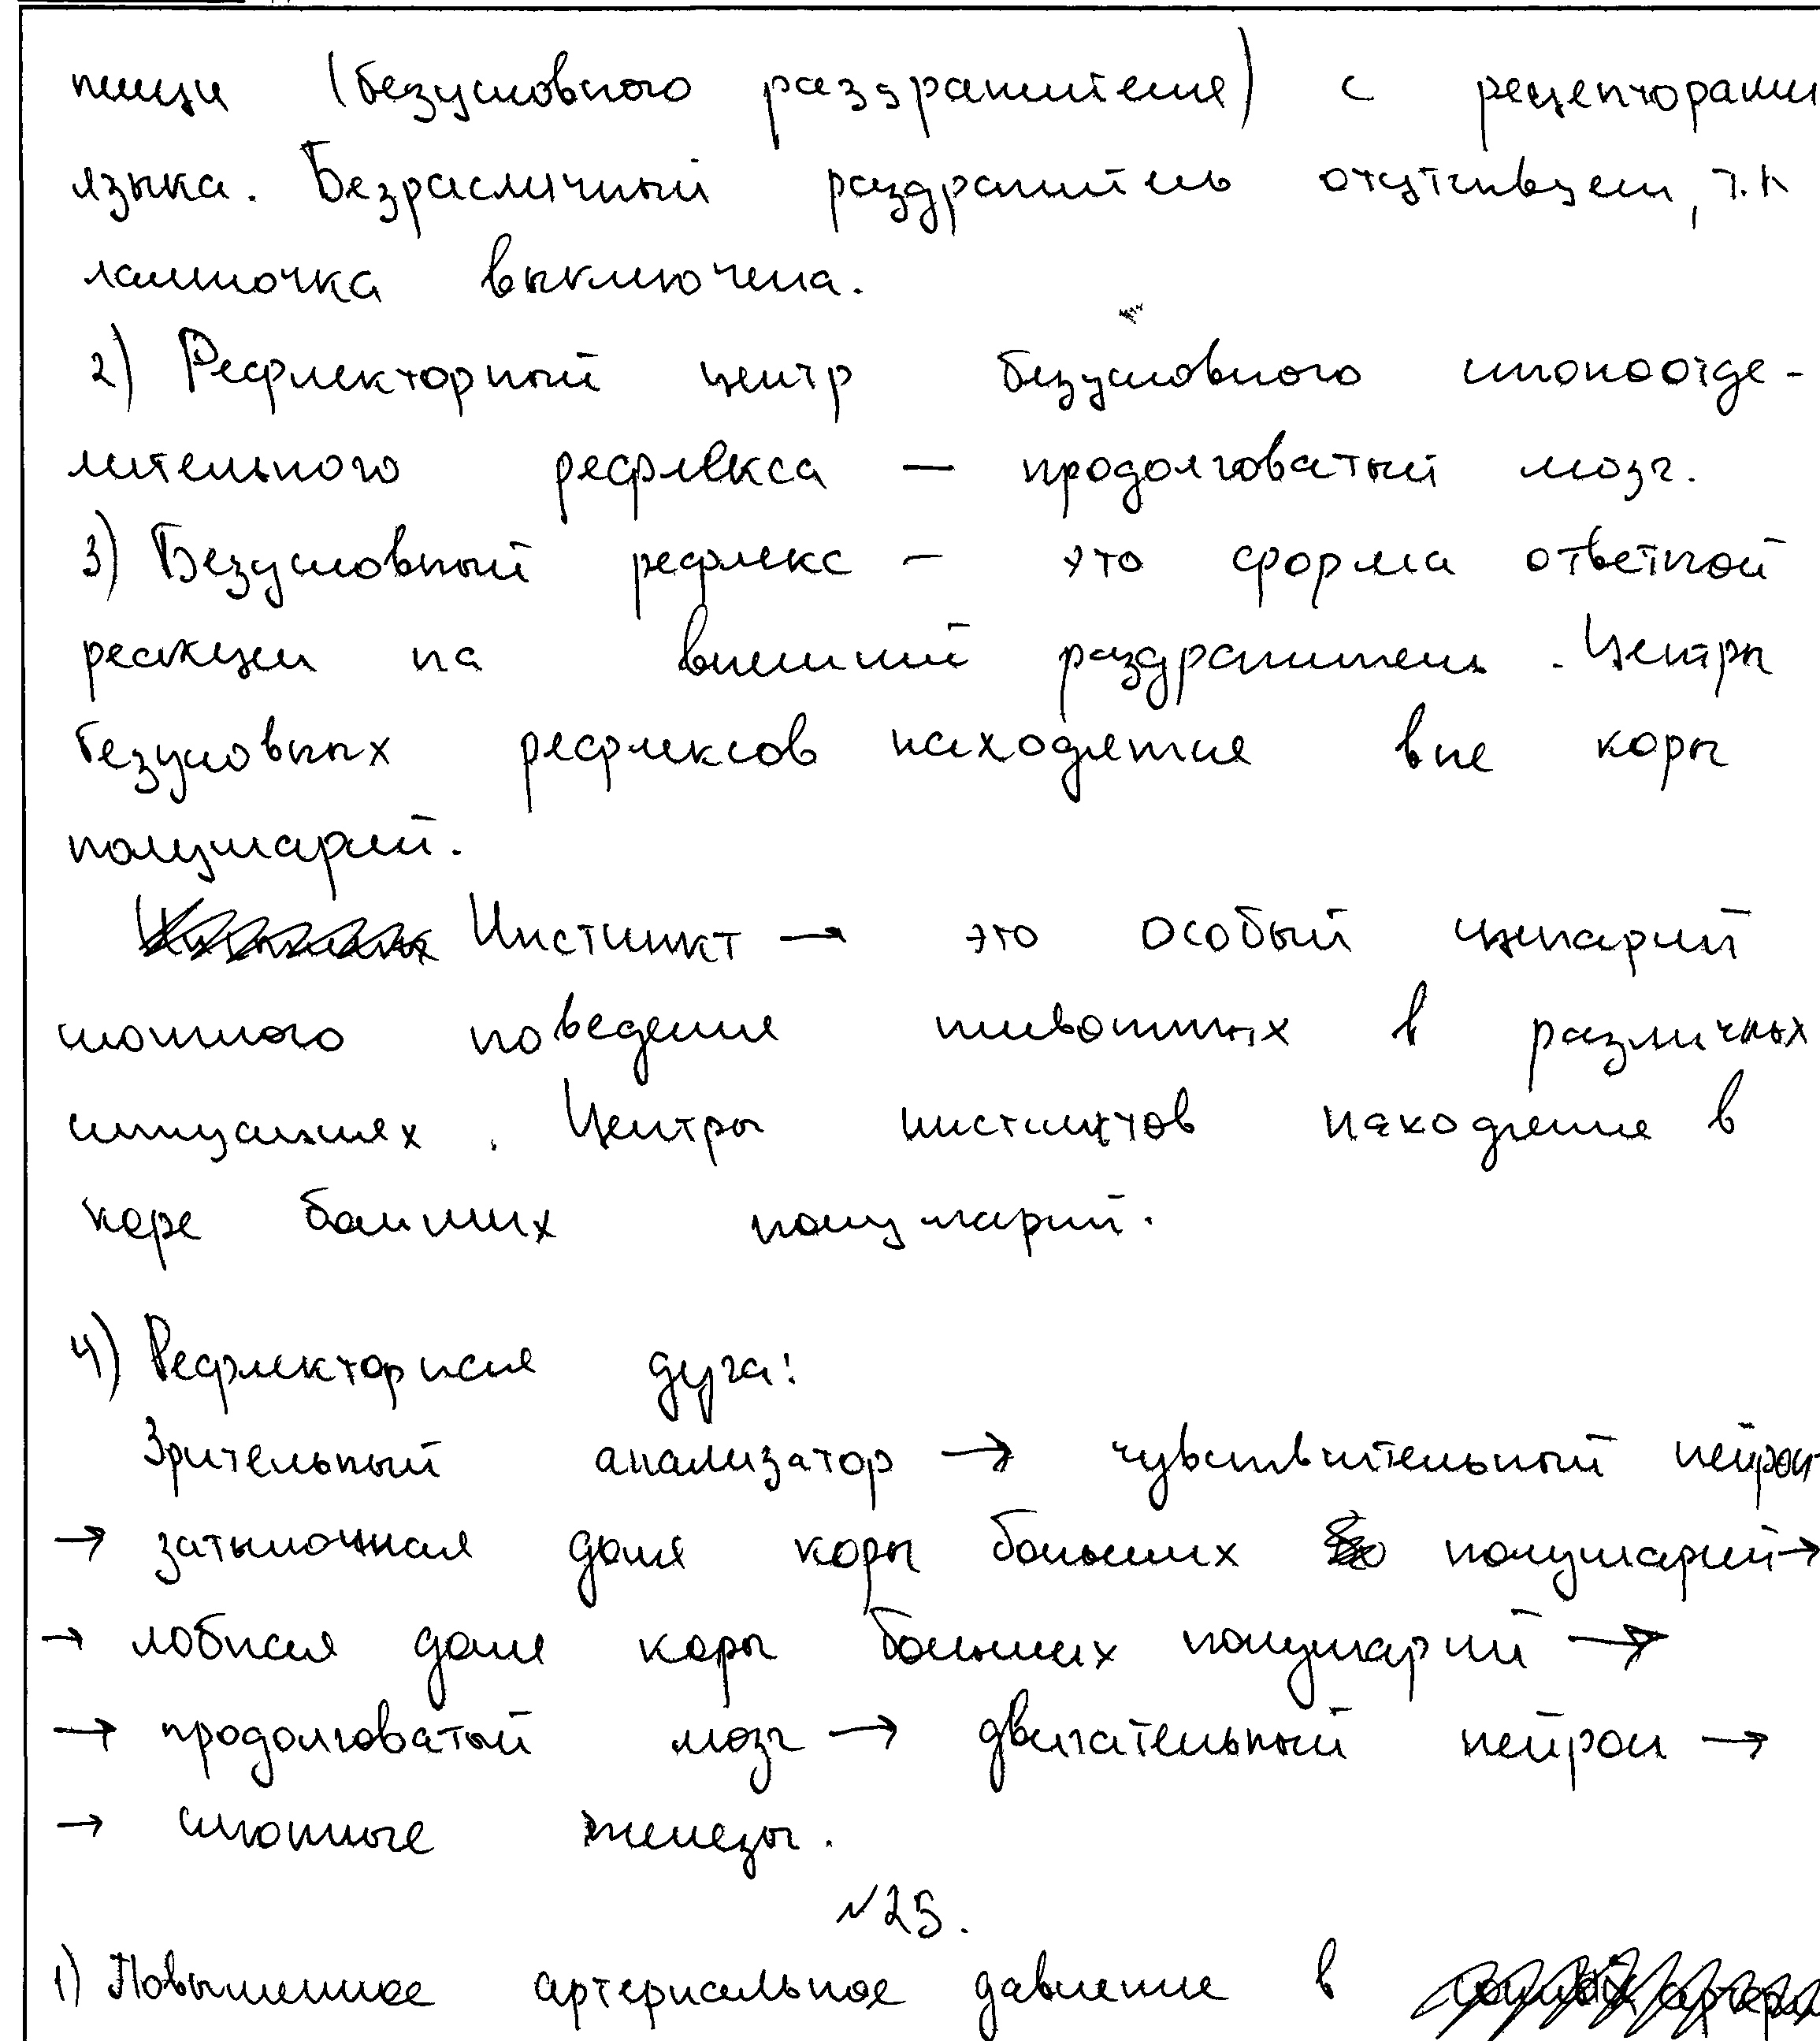 пищи (безусловного раздражителя) с рецепторами
языка. Безразличный раздражитель отсутствует, т.к
лампочка выключена.
2) Рефлекторный центр безусловного слюноотде-
лительного рефлекса — продолговатый мозг.
3) Безусловный рефлекс — это форма ответной
реакции на внешний раздражитель. Центры
безусловных рефлексов находятся вне коры
полушарий.
Инстинкт — это особый сценарий
сложного поведения животных в различных
ситуациях. Центры инстинктов находятся в
коре больших полушарий.
4) Рефлекторная дуга:
Зрительный анализатор → чувствительный нейрон
→ затылочная доля коры больших полушарий →
→ лобная доля коры больших полушарий →
→ продолговатый мозг → двигательный нейрон →
→ слюнные железы.
№25.
1) Повышенное артериальное давление в